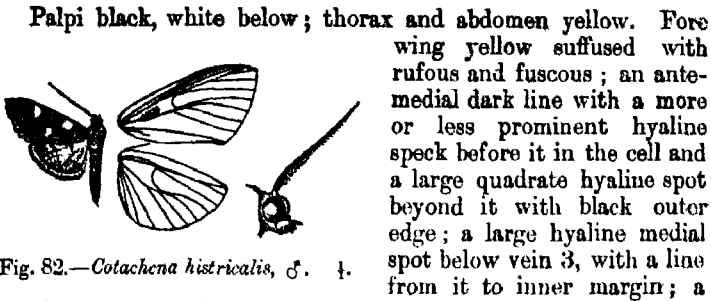 Palpi black, white below; thorax and abdomen yellow. Fore
wing yellow suffused with
rufous and fuscous; an ante-
medial dark line with a more
or less prominent hyaline
speck before it in the cell and
a large quadrate hyaline spot
beyond it with black outer
edge; a large hyaline medial
spot below vein 3, with a line
from it to inner margin; a
Fig. 82.—Cotachena histricalis, ♂. ¼.